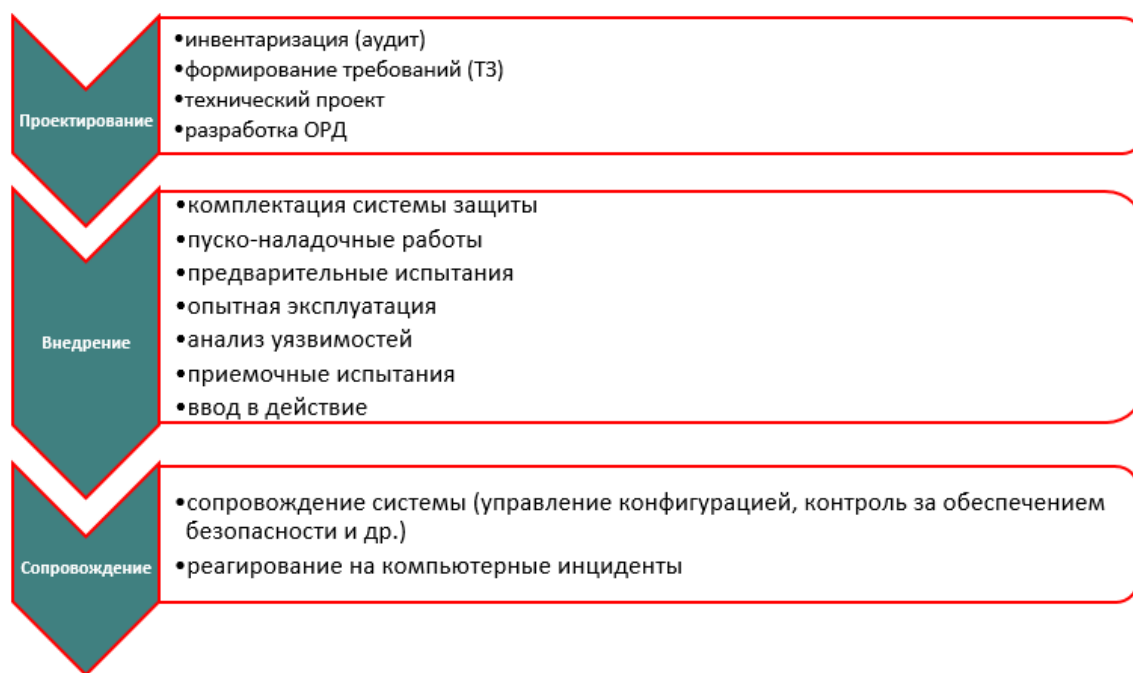 Проектирование
•инвентаризация (аудит)
•формирование требований (ТЗ)
•технический проект
•разработка ОРД
Внедрение
•комплектация системы защиты
•пуско-наладочные работы
•предварительные испытания
•опытная эксплуатация
•анализ уязвимостей
•приемочные испытания
•ввод в действие
Сопровождение
•сопровождение системы (управление конфигурацией, контроль за обеспечением
безопасности и др.)
•реагирование на компьютерные инциденты